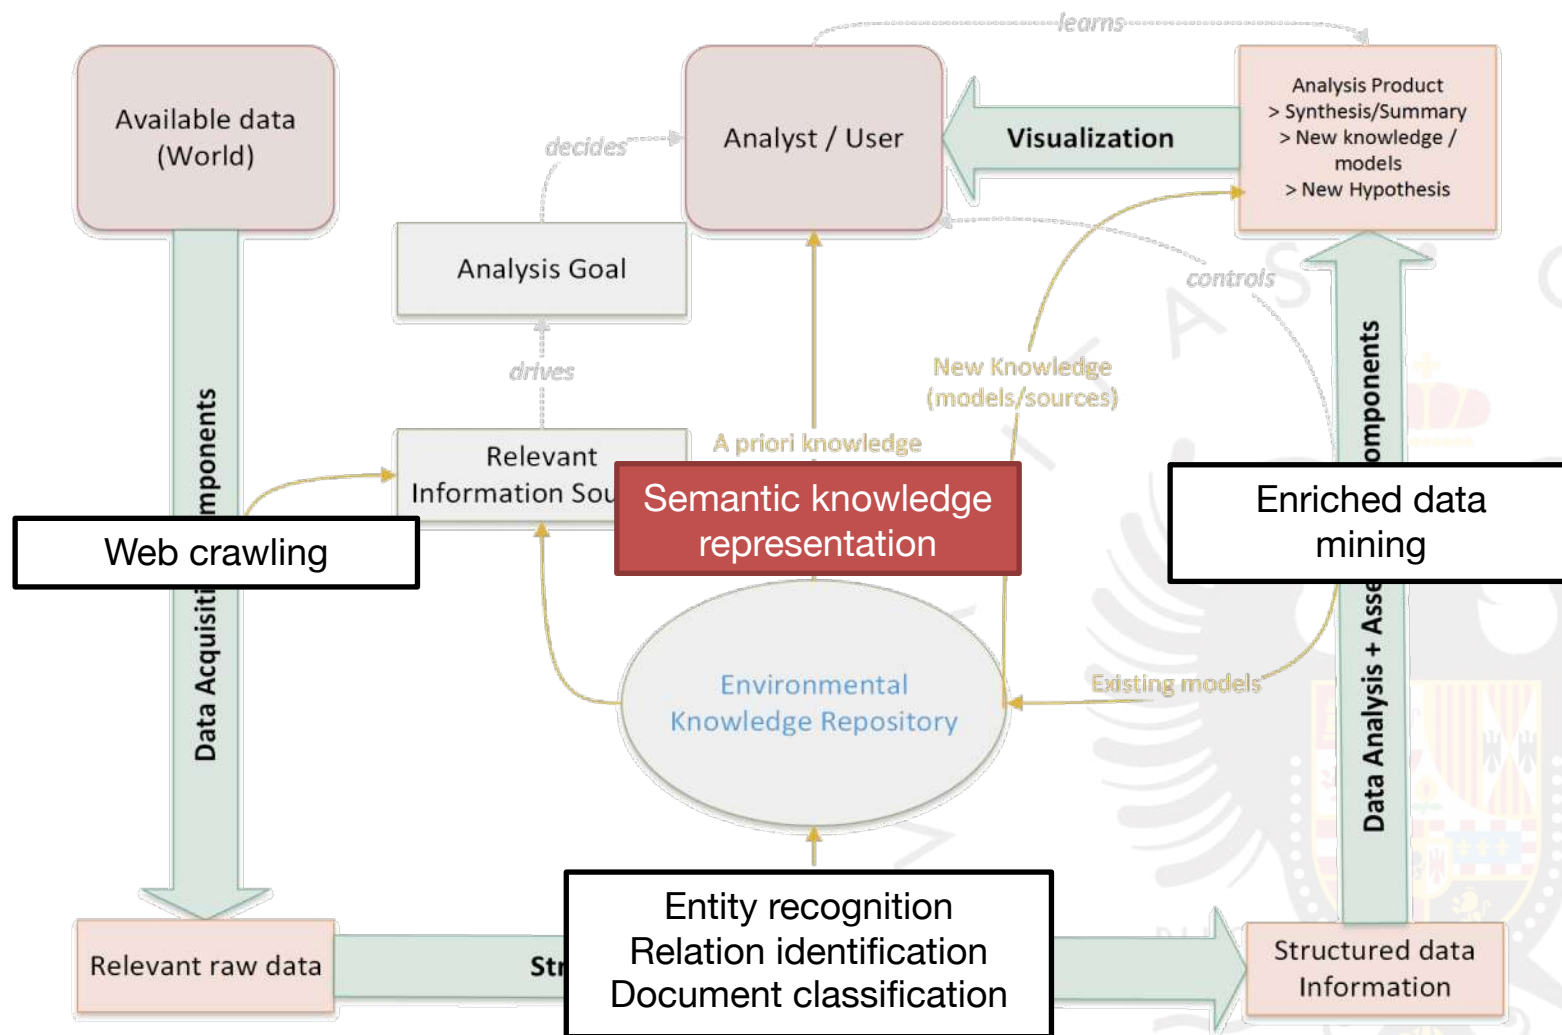 learns
Available data
(World)
decides
Analyst / User
Visualization
Analysis Product
> Synthesis/Summary
> New knowledge /
models
> New Hypothesis
Analysis Goal
controls
drives
New Knowledge
(models/sources)
A priori knowledge
Relevant
Information Sou
Semantic knowledge
representation
Web crawling
Enriched data
mining
Data Acquisiti
mponents
Data Analysis + Asse
omponents
Environmental
Knowledge Repository
Existing models
Entity recognition
Relation identification
Document classification
Relevant raw data
Str
Structured data
Information